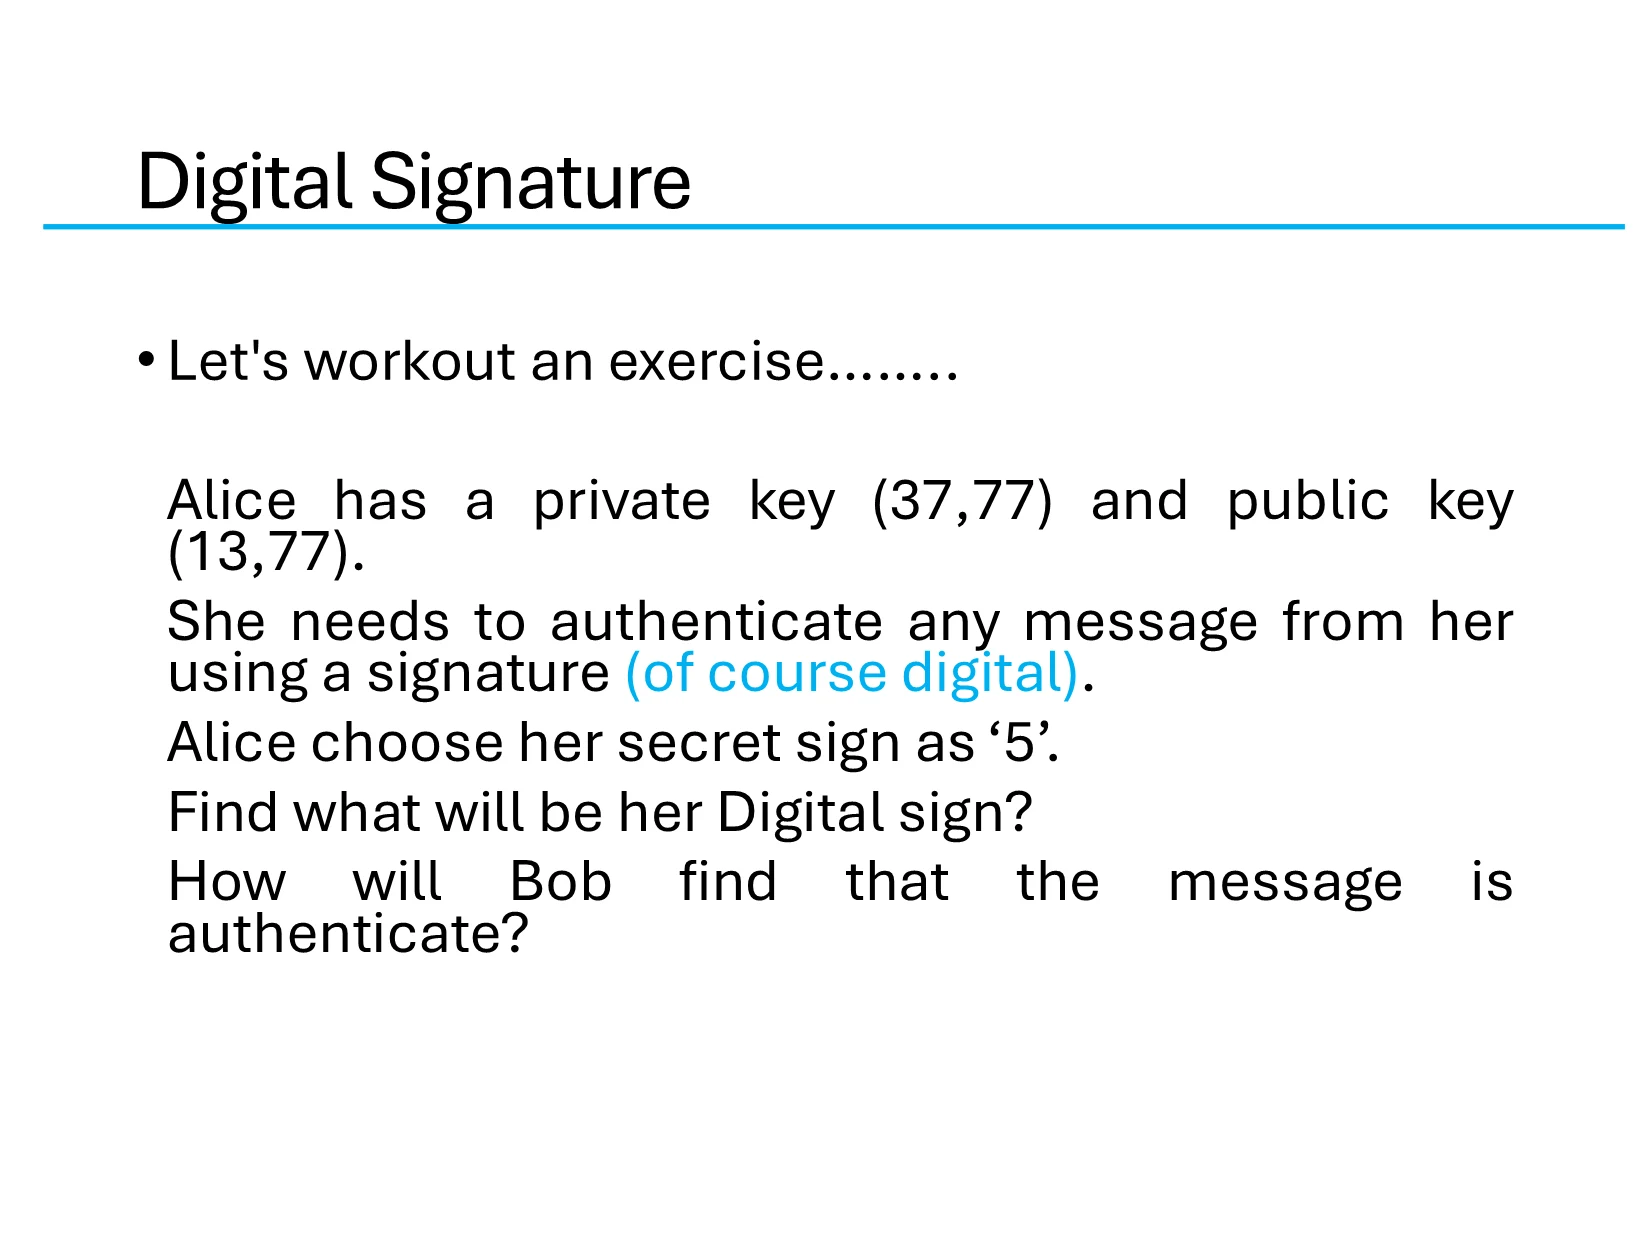 Digital Signature
• Let's workout an exercise........
Alice has a private key (37,77) and public key
(13,77).
She needs to authenticate any message from her
using a signature (of course digital).
Alice choose her secret sign as ‘5’.
Find what will be her Digital sign?
How will Bob find that the message is
authenticate?